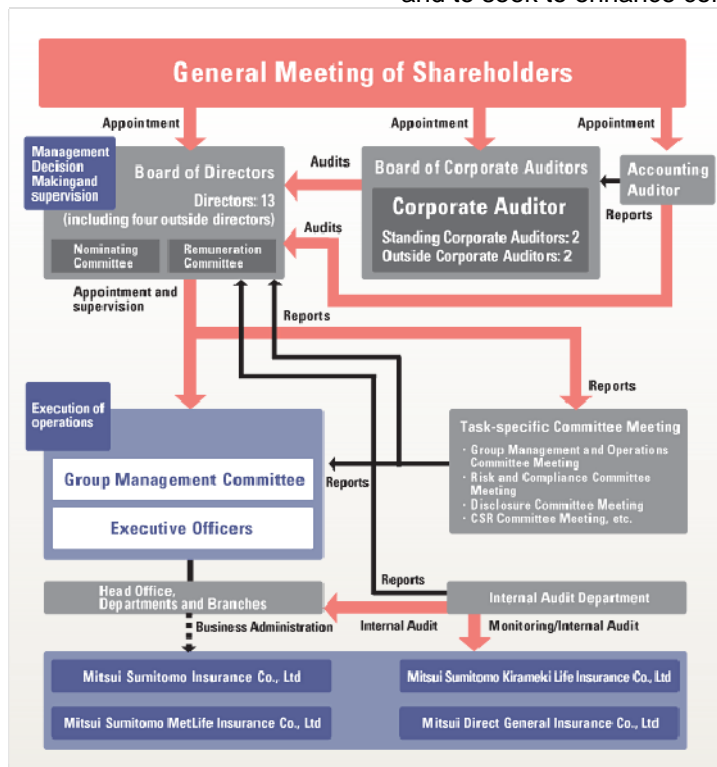 and to seek to enhance
General Meeting of Shareholders
Appointment
Appointment
Appointment
Management
Decision
Makingand
supervision
Board of Directors
Directors: 13
(including four outside directors)
Nominating
Committee
Remuneration
Committee
Audits
Audits
Board of Corporate Auditors
Corporate Auditor
Standing Corporate Auditors: 2
Outside Corporate Auditors: 2
Accounting
Auditor
Reports
Appointment and
supervision
Reports
Reports
Execution of
operations
Group Management Committee
Executive Officers
Reports
Task-specific Committee Meeting
· Group Management and Operations
Committee Meeting
· Risk and Compliance Committee
Meeting
· Disclosure Committee Meeting
· CSR Committee Meeting, etc.
Head Office,
Departments and Branches
Reports
Internal Audit Department
Business Administration
Internal Audit
Monitoring/Internal Audit
Mitsui Sumitomo Insurance Co., Ltd
Mitsui Sumitomo Kirameki Life Insurance Co., Ltd
Mitsui Sumitomo MetLife Insurance Co., Ltd
Mitsui Direct General Insurance Co., Ltd